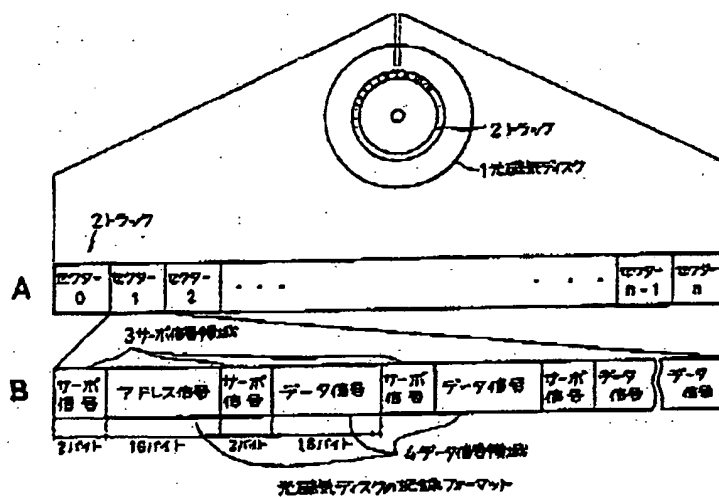 2トラック
1光磁気ディスク
2トラック
A
セクター 0
セクター 1
セクター 2
・・・
・・・
セクター n-1
セクター n
3サーボ信号領域
B
サーボ信号
アドレス信号
サーボ信号
データ信号
サーボ信号
データ信号
サーボ信号
データ信号
データ信号
2バイト
16バイト
2バイト
16バイト
4データ信号領域
光磁気ディスクの記録フォーマット